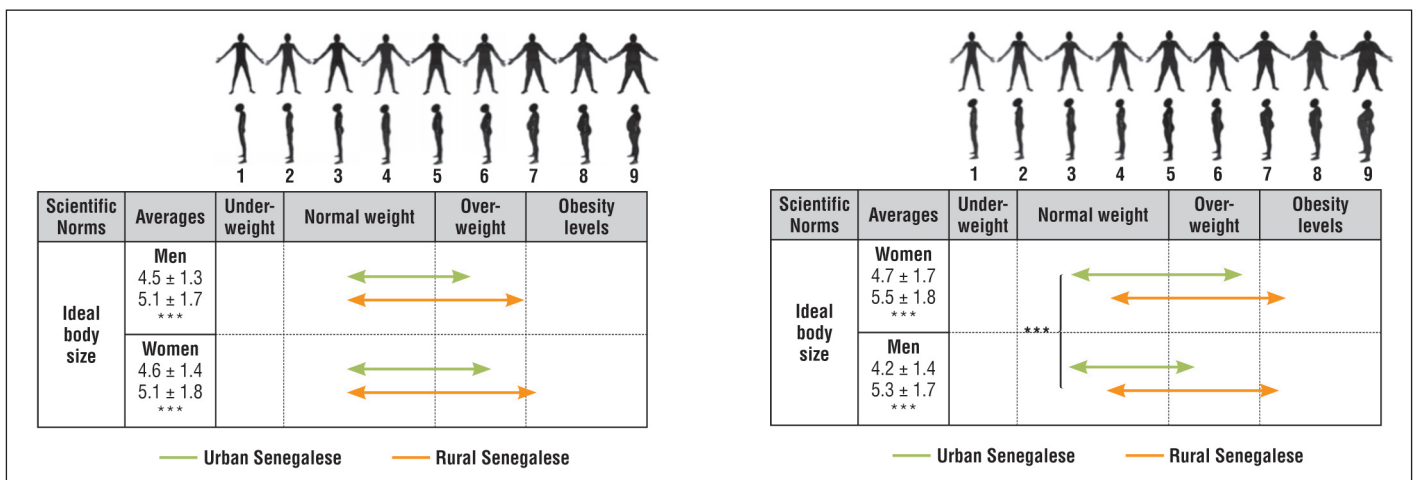 1 2 3 4 5 6 7 8 9
Scientific Norms
Averages
Under-weight
Normal weight
Over-weight
Obesity levels
Ideal body size
Men
4.5 ± 1.3
5.1 ± 1.7
***
Women
4.6 ± 1.4
5.1 ± 1.8
***
Urban Senegalese
Rural Senegalese
1 2 3 4 5 6 7 8 9
Scientific Norms
Averages
Under-weight
Normal weight
Over-weight
Obesity levels
Ideal body size
Women
4.7 ± 1.7
5.5 ± 1.8
***
***
Men
4.2 ± 1.4
5.3 ± 1.7
***
Urban Senegalese
Rural Senegalese